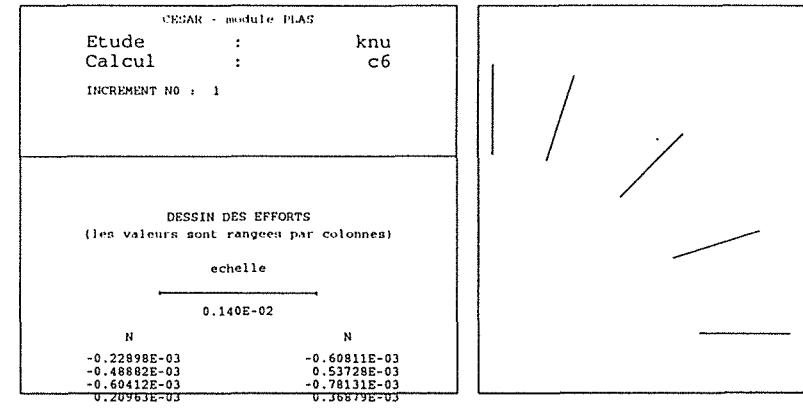 CESAR - module PLAS
Etude : knu
Calcul : c6
INCREMENT NO : 1
DESSIN DES EFFORTS
(les valeurs sont rangees par colonnes)
echelle
0.140E-02
N N
-0.22898E-03 -0.60811E-03
-0.48882E-03 0.53728E-03
-0.60412E-03 -0.78131E-03
0.20963E-03 0.36879E-03